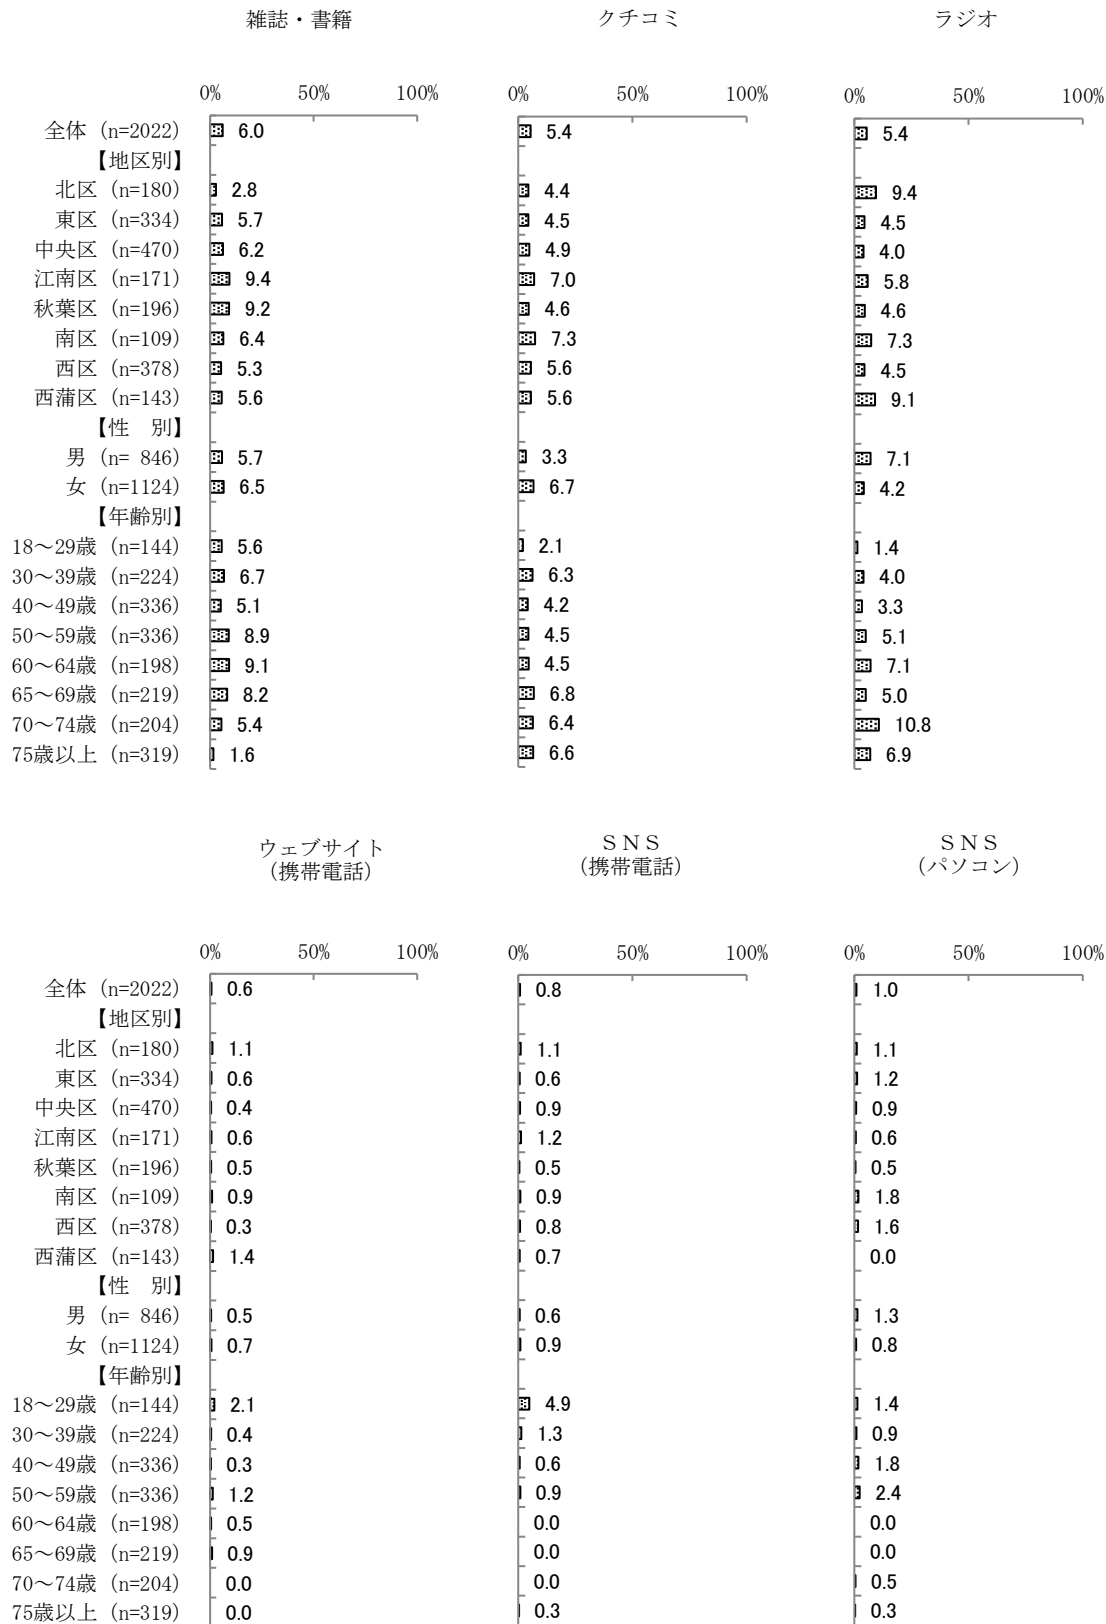 雑誌・書籍 クチコミ ラジオ
0% 50% 100% 0% 50% 100% 0% 50% 100%
全体 (n=2022) 6.0 5.4 5.4
【地区別】
北区 (n=180) 2.8 4.4 9.4
東区 (n=334) 5.7 4.5 4.5
中央区 (n=470) 6.2 4.9 4.0
江南区 (n=171) 9.4 7.0 5.8
秋葉区 (n=196) 9.2 4.6 4.6
南区 (n=109) 6.4 7.3 7.3
西区 (n=378) 5.3 5.6 4.5
西蒲区 (n=143) 5.6 5.6 9.1
【性 別】
男 (n= 846) 5.7 3.3 7.1
女 (n=1124) 6.5 6.7 4.2
【年齢別】
18～29歳 (n=144) 5.6 2.1 1.4
30～39歳 (n=224) 6.7 6.3 4.0
40～49歳 (n=336) 5.1 4.2 3.3
50～59歳 (n=336) 8.9 4.5 5.1
60～64歳 (n=198) 9.1 4.5 7.1
65～69歳 (n=219) 8.2 6.8 5.0
70～74歳 (n=204) 5.4 6.4 10.8
75歳以上 (n=319) 1.6 6.6 6.9
ウェブサイト ＳＮＳ ＳＮＳ
(携帯電話) (携帯電話) (パソコン)
0% 50% 100% 0% 50% 100% 0% 50% 100%
全体 (n=2022) 0.6 0.8 1.0
【地区別】
北区 (n=180) 1.1 1.1 1.1
東区 (n=334) 0.6 0.6 1.2
中央区 (n=470) 0.4 0.9 0.9
江南区 (n=171) 0.6 1.2 0.6
秋葉区 (n=196) 0.5 0.5 0.5
南区 (n=109) 0.9 0.9 1.8
西区 (n=378) 0.3 0.8 1.6
西蒲区 (n=143) 1.4 0.7 0.0
【性 別】
男 (n= 846) 0.5 0.6 1.3
女 (n=1124) 0.7 0.9 0.8
【年齢別】
18～29歳 (n=144) 2.1 4.9 1.4
30～39歳 (n=224) 0.4 1.3 0.9
40～49歳 (n=336) 0.3 0.6 1.8
50～59歳 (n=336) 1.2 0.9 2.4
60～64歳 (n=198) 0.5 0.0 0.0
65～69歳 (n=219) 0.9 0.0 0.0
70～74歳 (n=204) 0.0 0.0 0.5
75歳以上 (n=319) 0.0 0.3 0.3